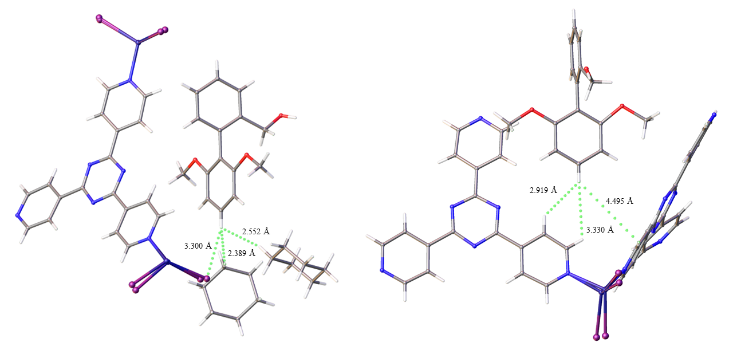 2.552 Å
3.300 Å
2.389 Å
2.919 Å
4.495 Å
3.330 Å